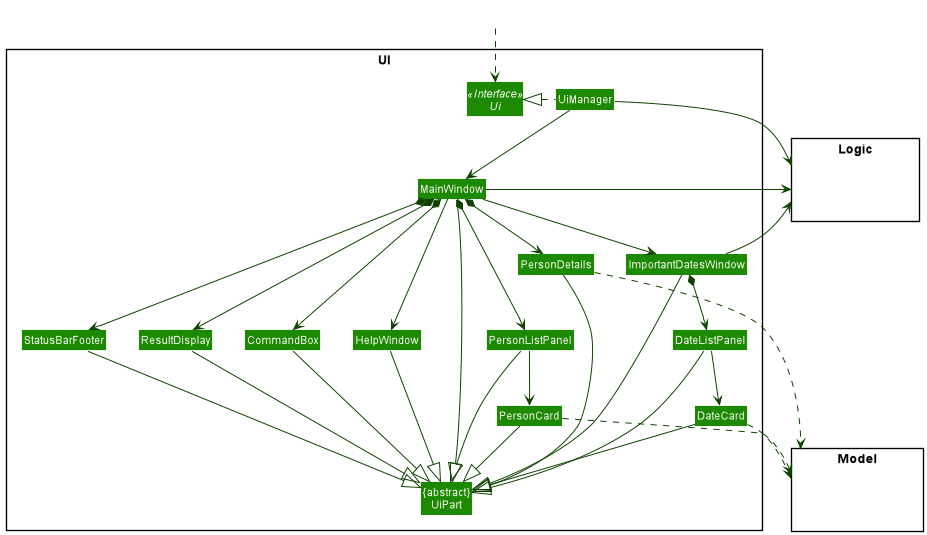 UI
«Interface»
Ui
UiManager
Logic
MainWindow
PersonDetails
ImportantDatesWindow
StatusBarFooter
ResultDisplay
CommandBox
HelpWindow
PersonListPanel
DateListPanel
PersonCard
DateCard
Model
{abstract}
UiPart